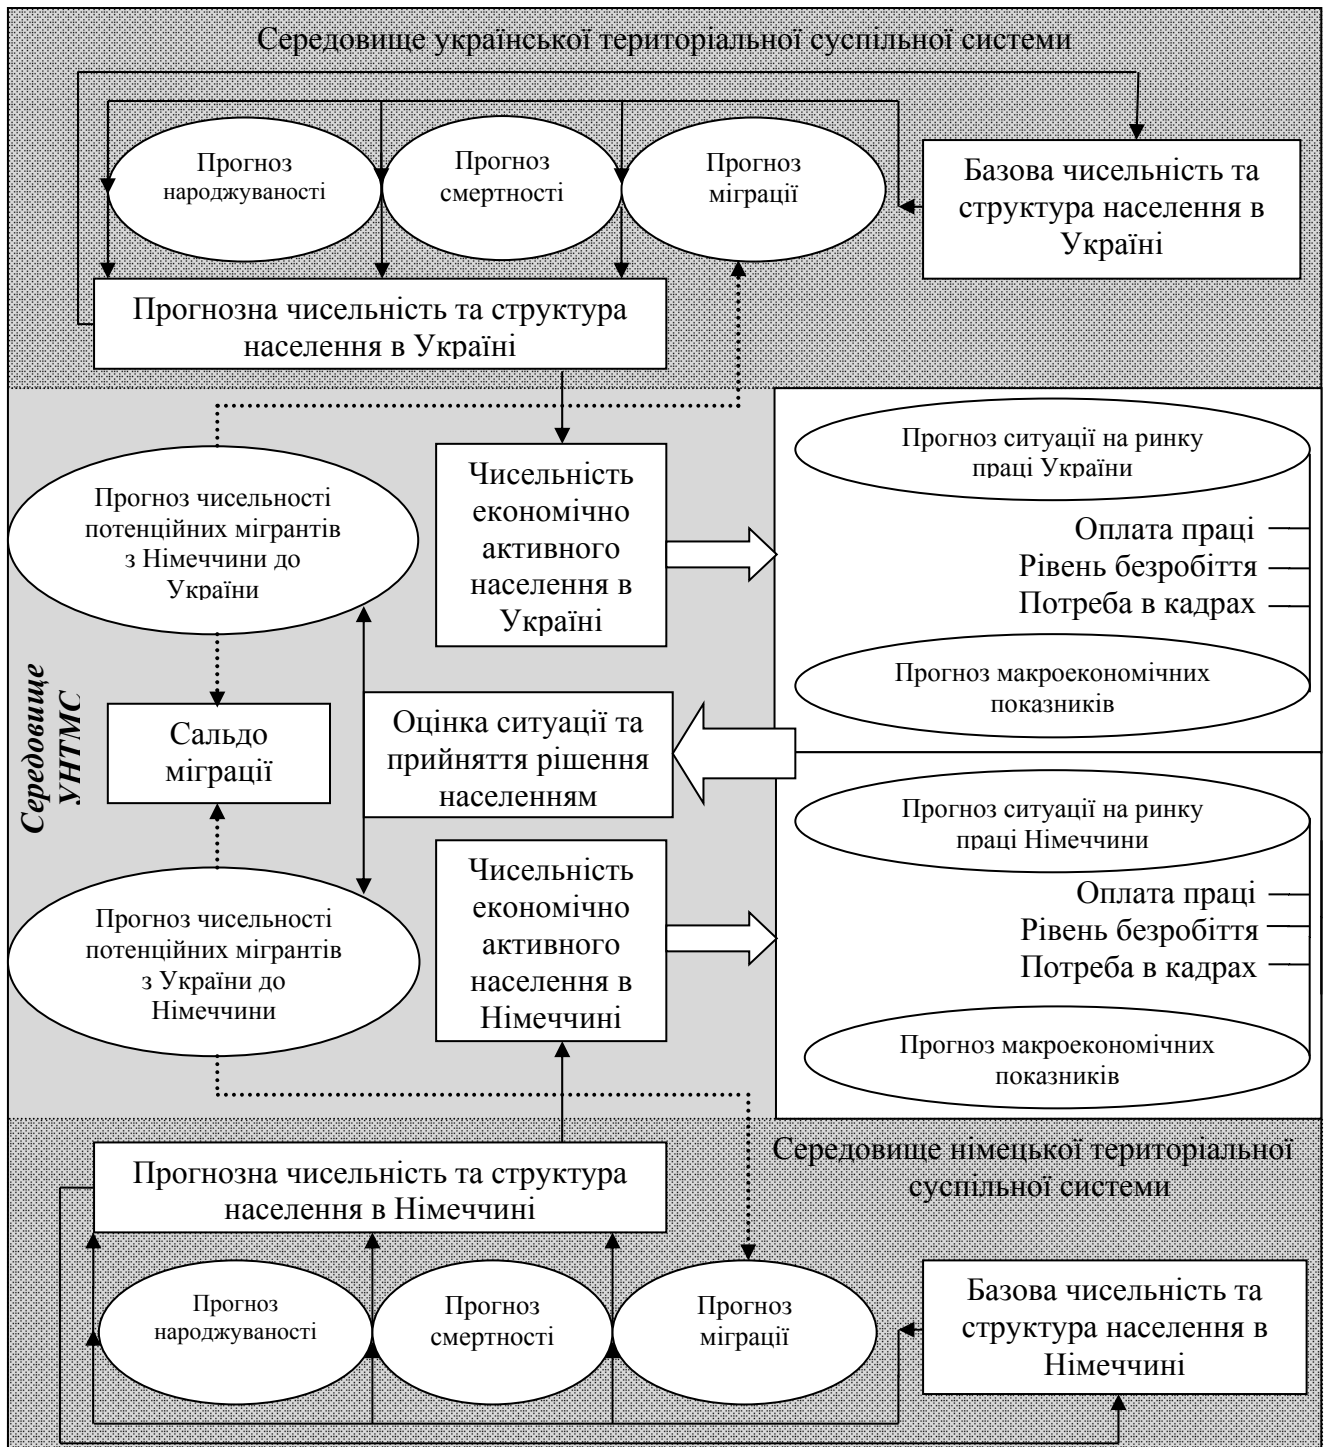 Середовище української територіальної суспільної системи
Прогноз
народжуваності
Прогноз
смертності
Прогноз
міграції
Базова чисельність та
структура населення в
Україні
Прогнозна чисельність та структура
населення в Україні
Прогноз чисельності
потенційних мігрантів
з Німеччини до
України
Чисельність
економічно
активного
населення в
Україні
Прогноз ситуації на ринку
праці України
Оплата праці
Рівень безробіття
Потреба в кадрах
Прогноз макроекономічних
показників
Середовище
УНТМС
Сальдо
міграції
Оцінка ситуації та
прийняття рішення
населенням
Прогноз ситуації на ринку
праці Німеччини
Оплата праці
Рівень безробіття
Потреба в кадрах
Прогноз макроекономічних
показників
Чисельність
економічно
активного
населення в
Німеччині
Прогноз чисельності
потенційних мігрантів
з України до
Німеччини
Середовище німецької територіальної
суспільної системи
Прогнозна чисельність та структура
населення в Німеччині
Прогноз
народжуваності
Прогноз
смертності
Прогноз
міграції
Базова чисельність та
структура населення в
Німеччині